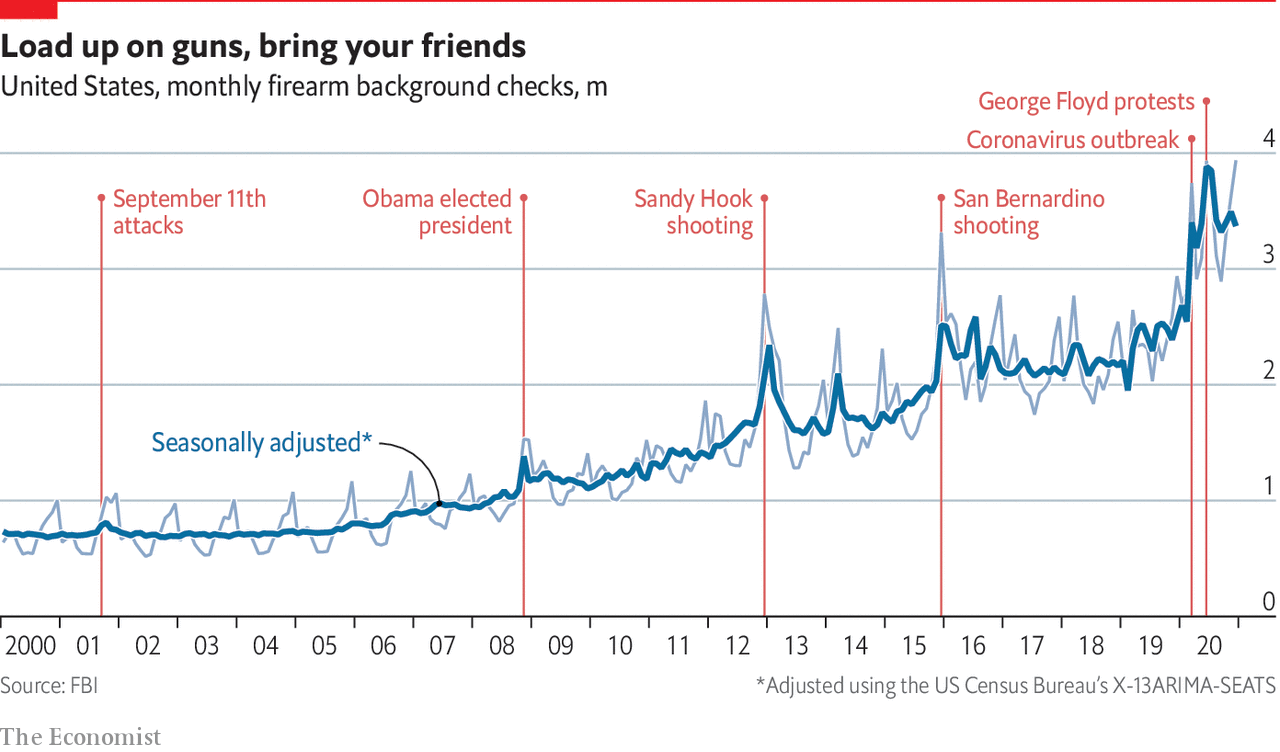 Load up on guns, bring your friends
United States, monthly firearm background checks, m
George Floyd protests
Coronavirus outbreak
4
September 11th
attacks
Obama elected
president
Sandy Hook
shooting
San Bernardino
shooting
3
2
Seasonally adjusted*
1
0
2000 01 02 03 04 05 06 07 08 09 10 11 12 13 14 15 16 17 18 19 20
Source: FBI
*Adjusted using the US Census Bureau's X-13ARIMA-SEATS
The Economist